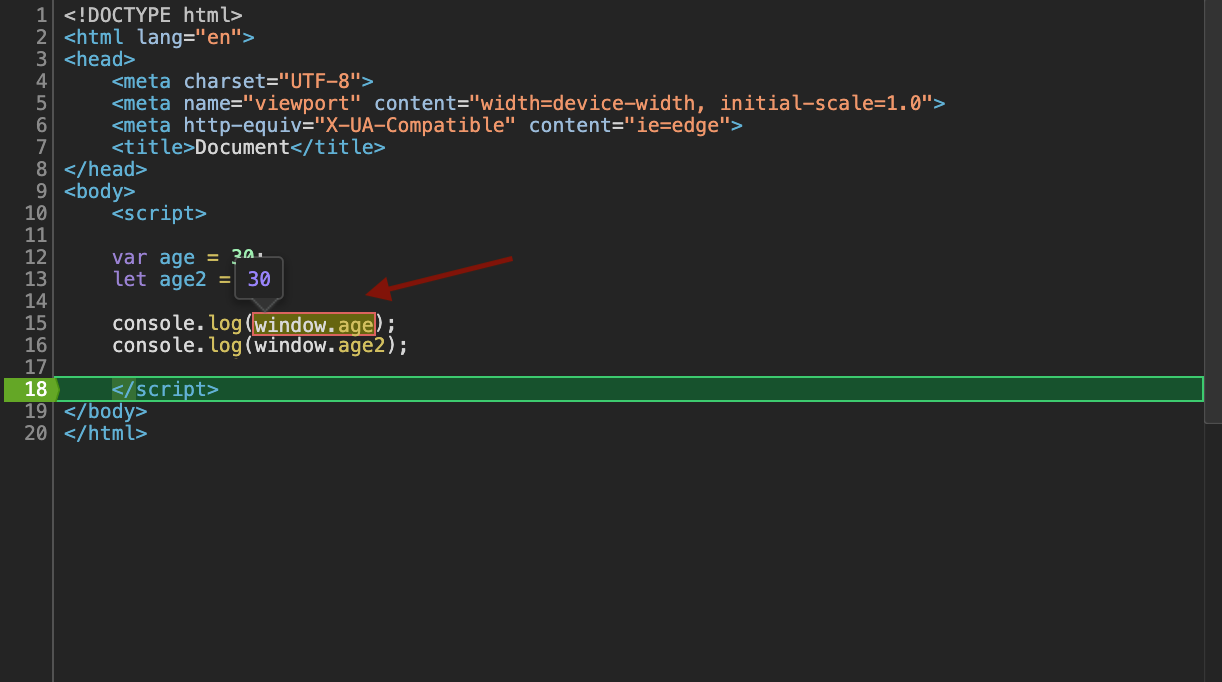 1 <!DOCTYPE html>
2 <html lang="en">
3 <head>
4     <meta charset="UTF-8">
5     <meta name="viewport" content="width=device-width, initial-scale=1.0">
6     <meta http-equiv="X-UA-Compatible" content="ie=edge">
7     <title>Document</title>
8 </head>
9 <body>
10     <script>
11
12     var age = 30;
13     let age2 =
30
14
15     console.log(window.age);
16     console.log(window.age2);
17
18     </script>
19 </body>
20 </html>